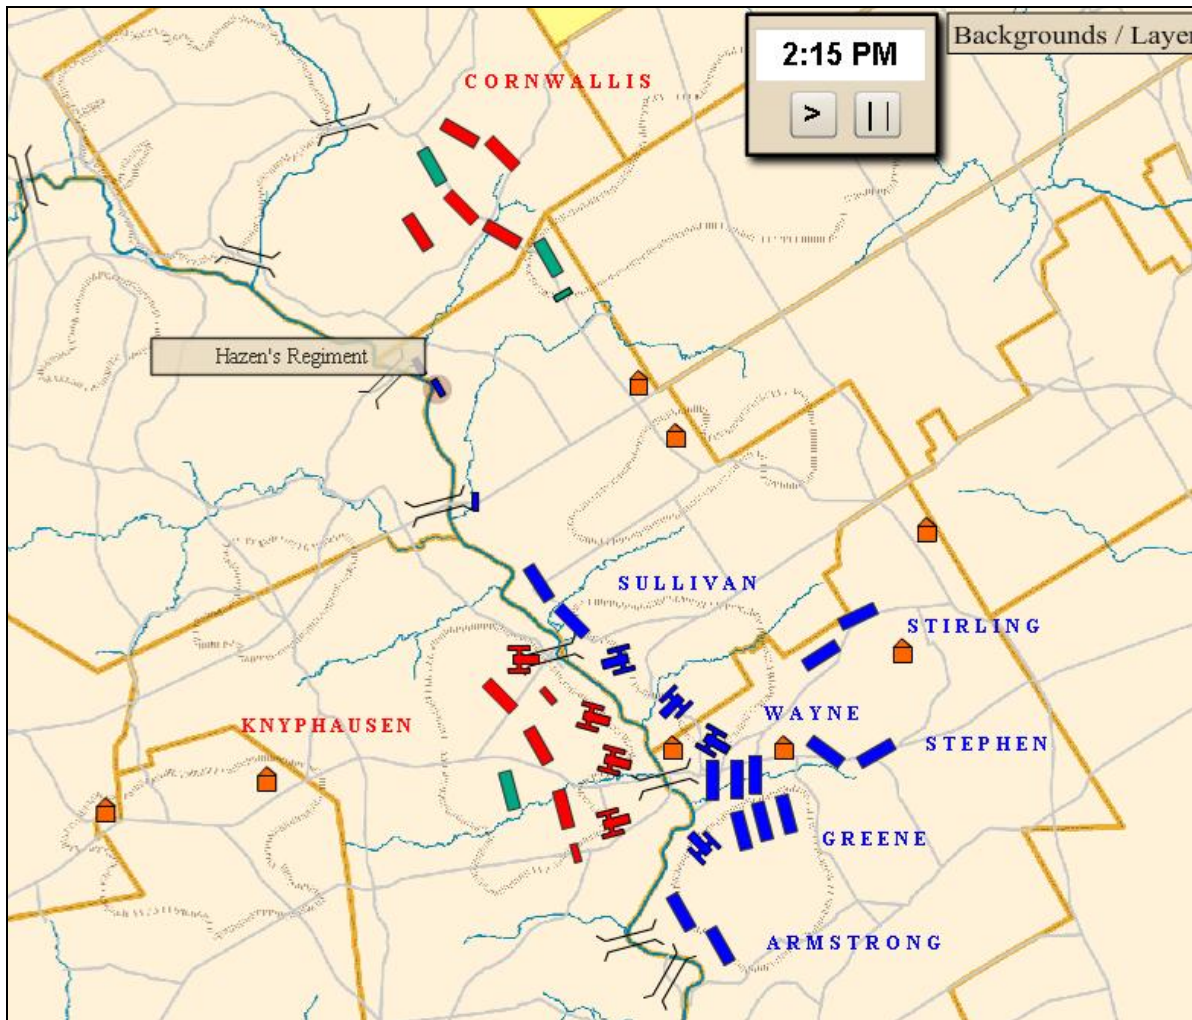 2:15 PM
Backgrounds / Layer
>
||
CORNWALLIS
Hazen's Regiment
SULLIVAN
STIRLING
WAYNE
KNYPHAUSEN
STEPHEN
GREENE
ARMSTRONG